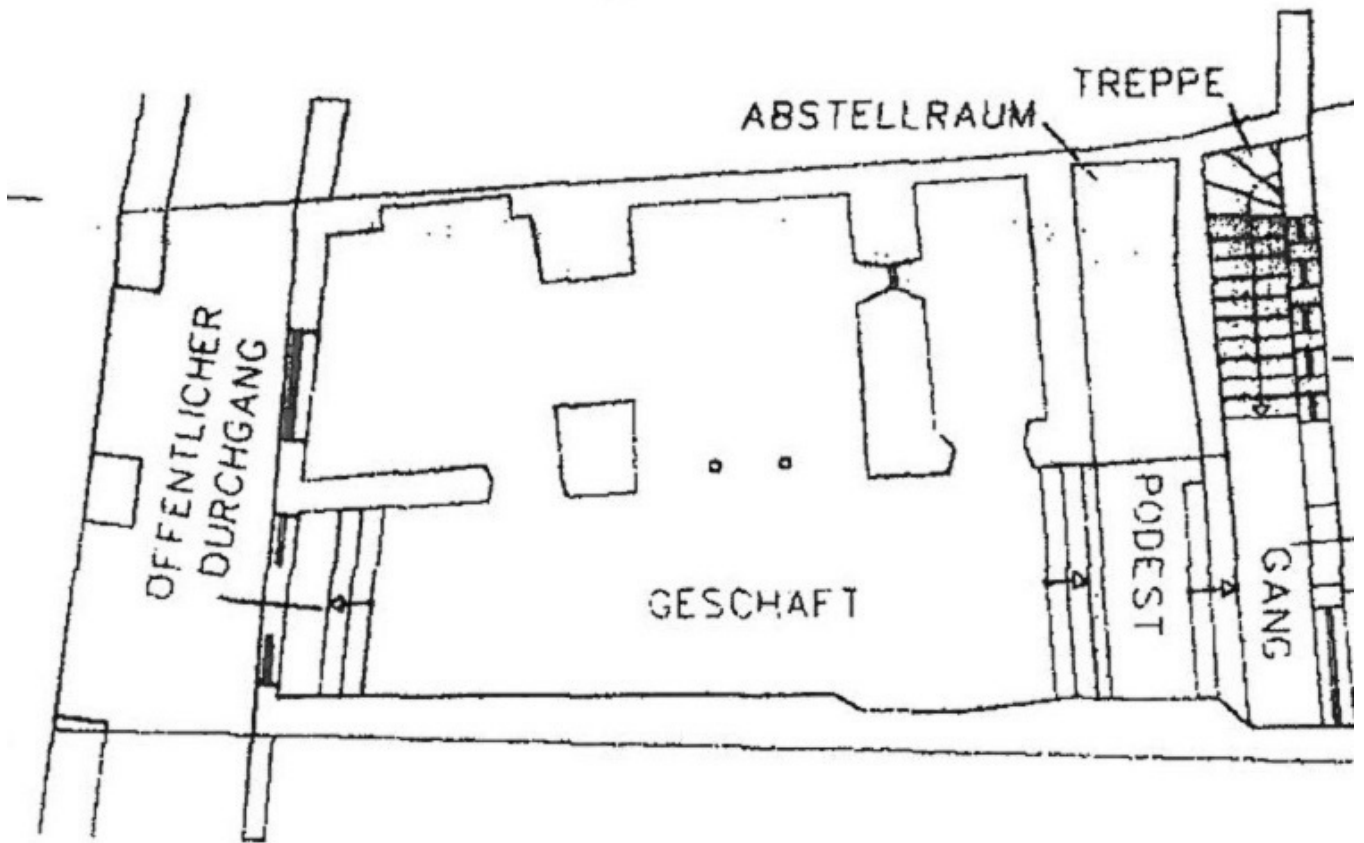 TREPPE
ABSTELLRAUM
OFFENTLICHER
DURCHGANG
GESCHAFT
PODEST
GANG